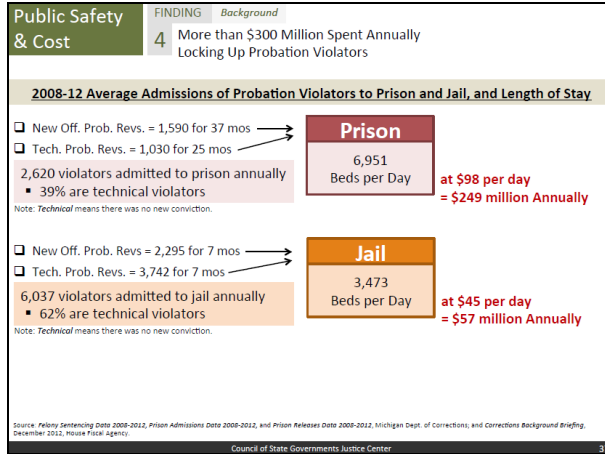 Public Safety
& Cost
FINDING
Background
4
More than $300 Million Spent Annually
Locking Up Probation Violators
2008-12 Average Admissions of Probation Violators to Prison and Jail, and Length of Stay
New Off. Prob. Revs. = 1,590 for 37 mos
Tech. Prob. Revs. = 1,030 for 25 mos
2,620 violators admitted to prison annually
▪ 39% are technical violators
Note: Technical means there was no new conviction.
Prison
6,951
Beds per Day
at $98 per day
= $249 million Annually
New Off. Prob. Revs. = 2,295 for 7 mos
Tech. Prob. Revs. = 3,742 for 7 mos
6,037 violators admitted to jail annually
▪ 62% are technical violators
Note: Technical means there was no new conviction.
Jail
3,473
Beds per Day
at $45 per day
= $57 million Annually
Source: Felony Sentencing Data 2008-2012, Prison Admissions Data 2008-2012, and Prison Releases Data 2008-2012, Michigan Dept. of Corrections; and Corrections Background Briefing,
December 2012, House Fiscal Agency.
Council of State Governments Justice Center
3